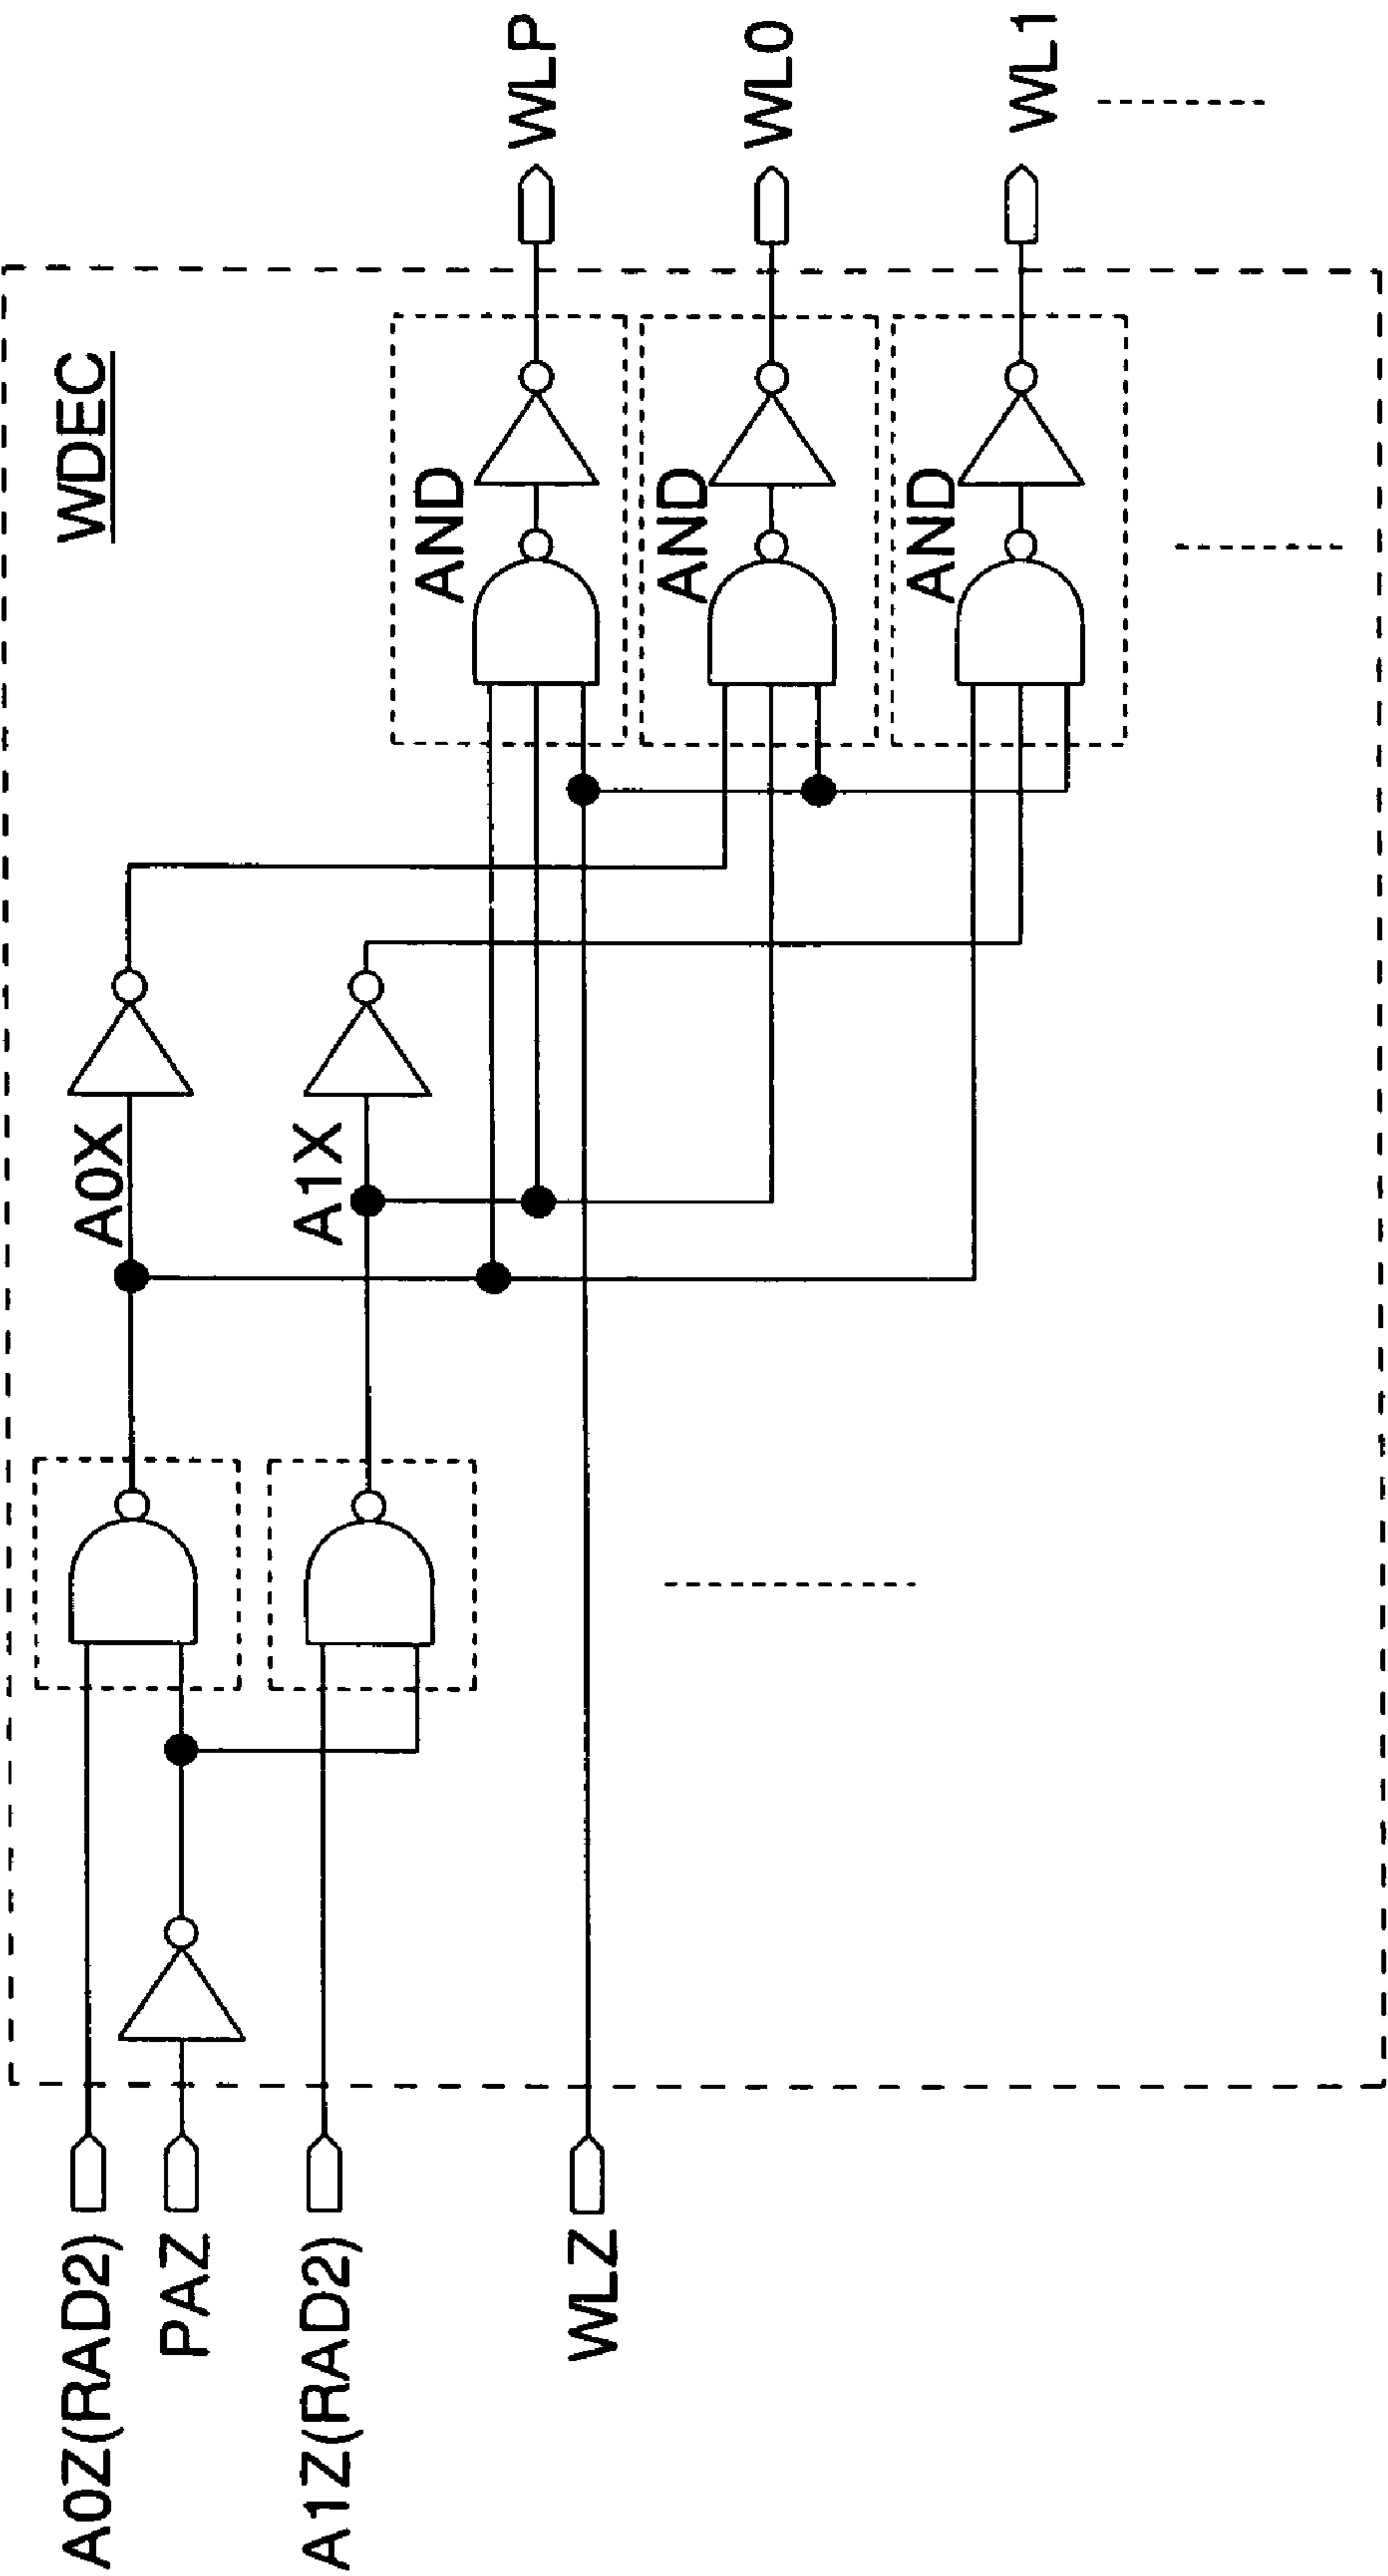 WDEC
A0Z(RAD2)
PAZ
A1Z(RAD2)
WLZ
A0X
A1X
AND
AND
AND
WLP
WL0
WL1